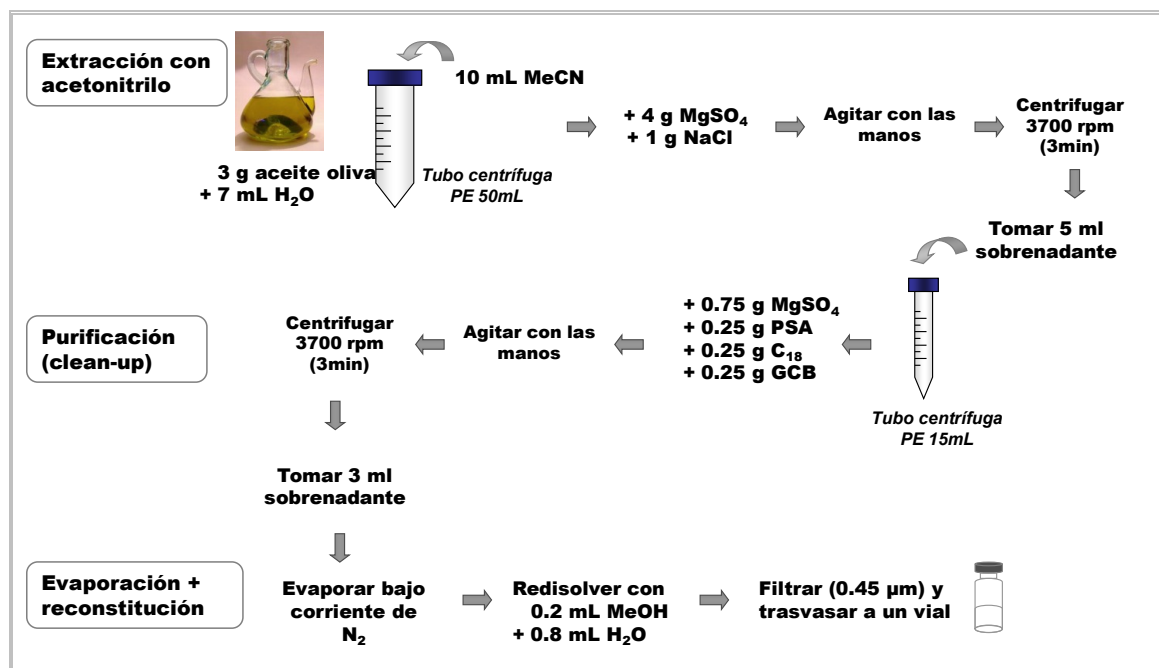 Extracción con
acetonitrilo
10 mL MeCN
3 g aceite oliva
+ 7 mL H₂O
Tubo centrífuga
PE 50mL
+ 4 g MgSO₄
+ 1 g NaCl
Agitar con las
manos
Centrifugar
3700 rpm
(3min)
Tomar 5 ml
sobrenadante
Tubo centrífuga
PE 15mL
+ 0.75 g MgSO₄
+ 0.25 g PSA
+ 0.25 g C₁₈
+ 0.25 g GCB
Agitar con las
manos
Centrifugar
3700 rpm
(3min)
Purificación
(clean-up)
Tomar 3 ml
sobrenadante
Evaporación +
reconstitución
Evaporar bajo
corriente de
N₂
Redisolver con
0.2 mL MeOH
+ 0.8 mL H₂O
Filtrar (0.45 µm) y
trasvasar a un vial